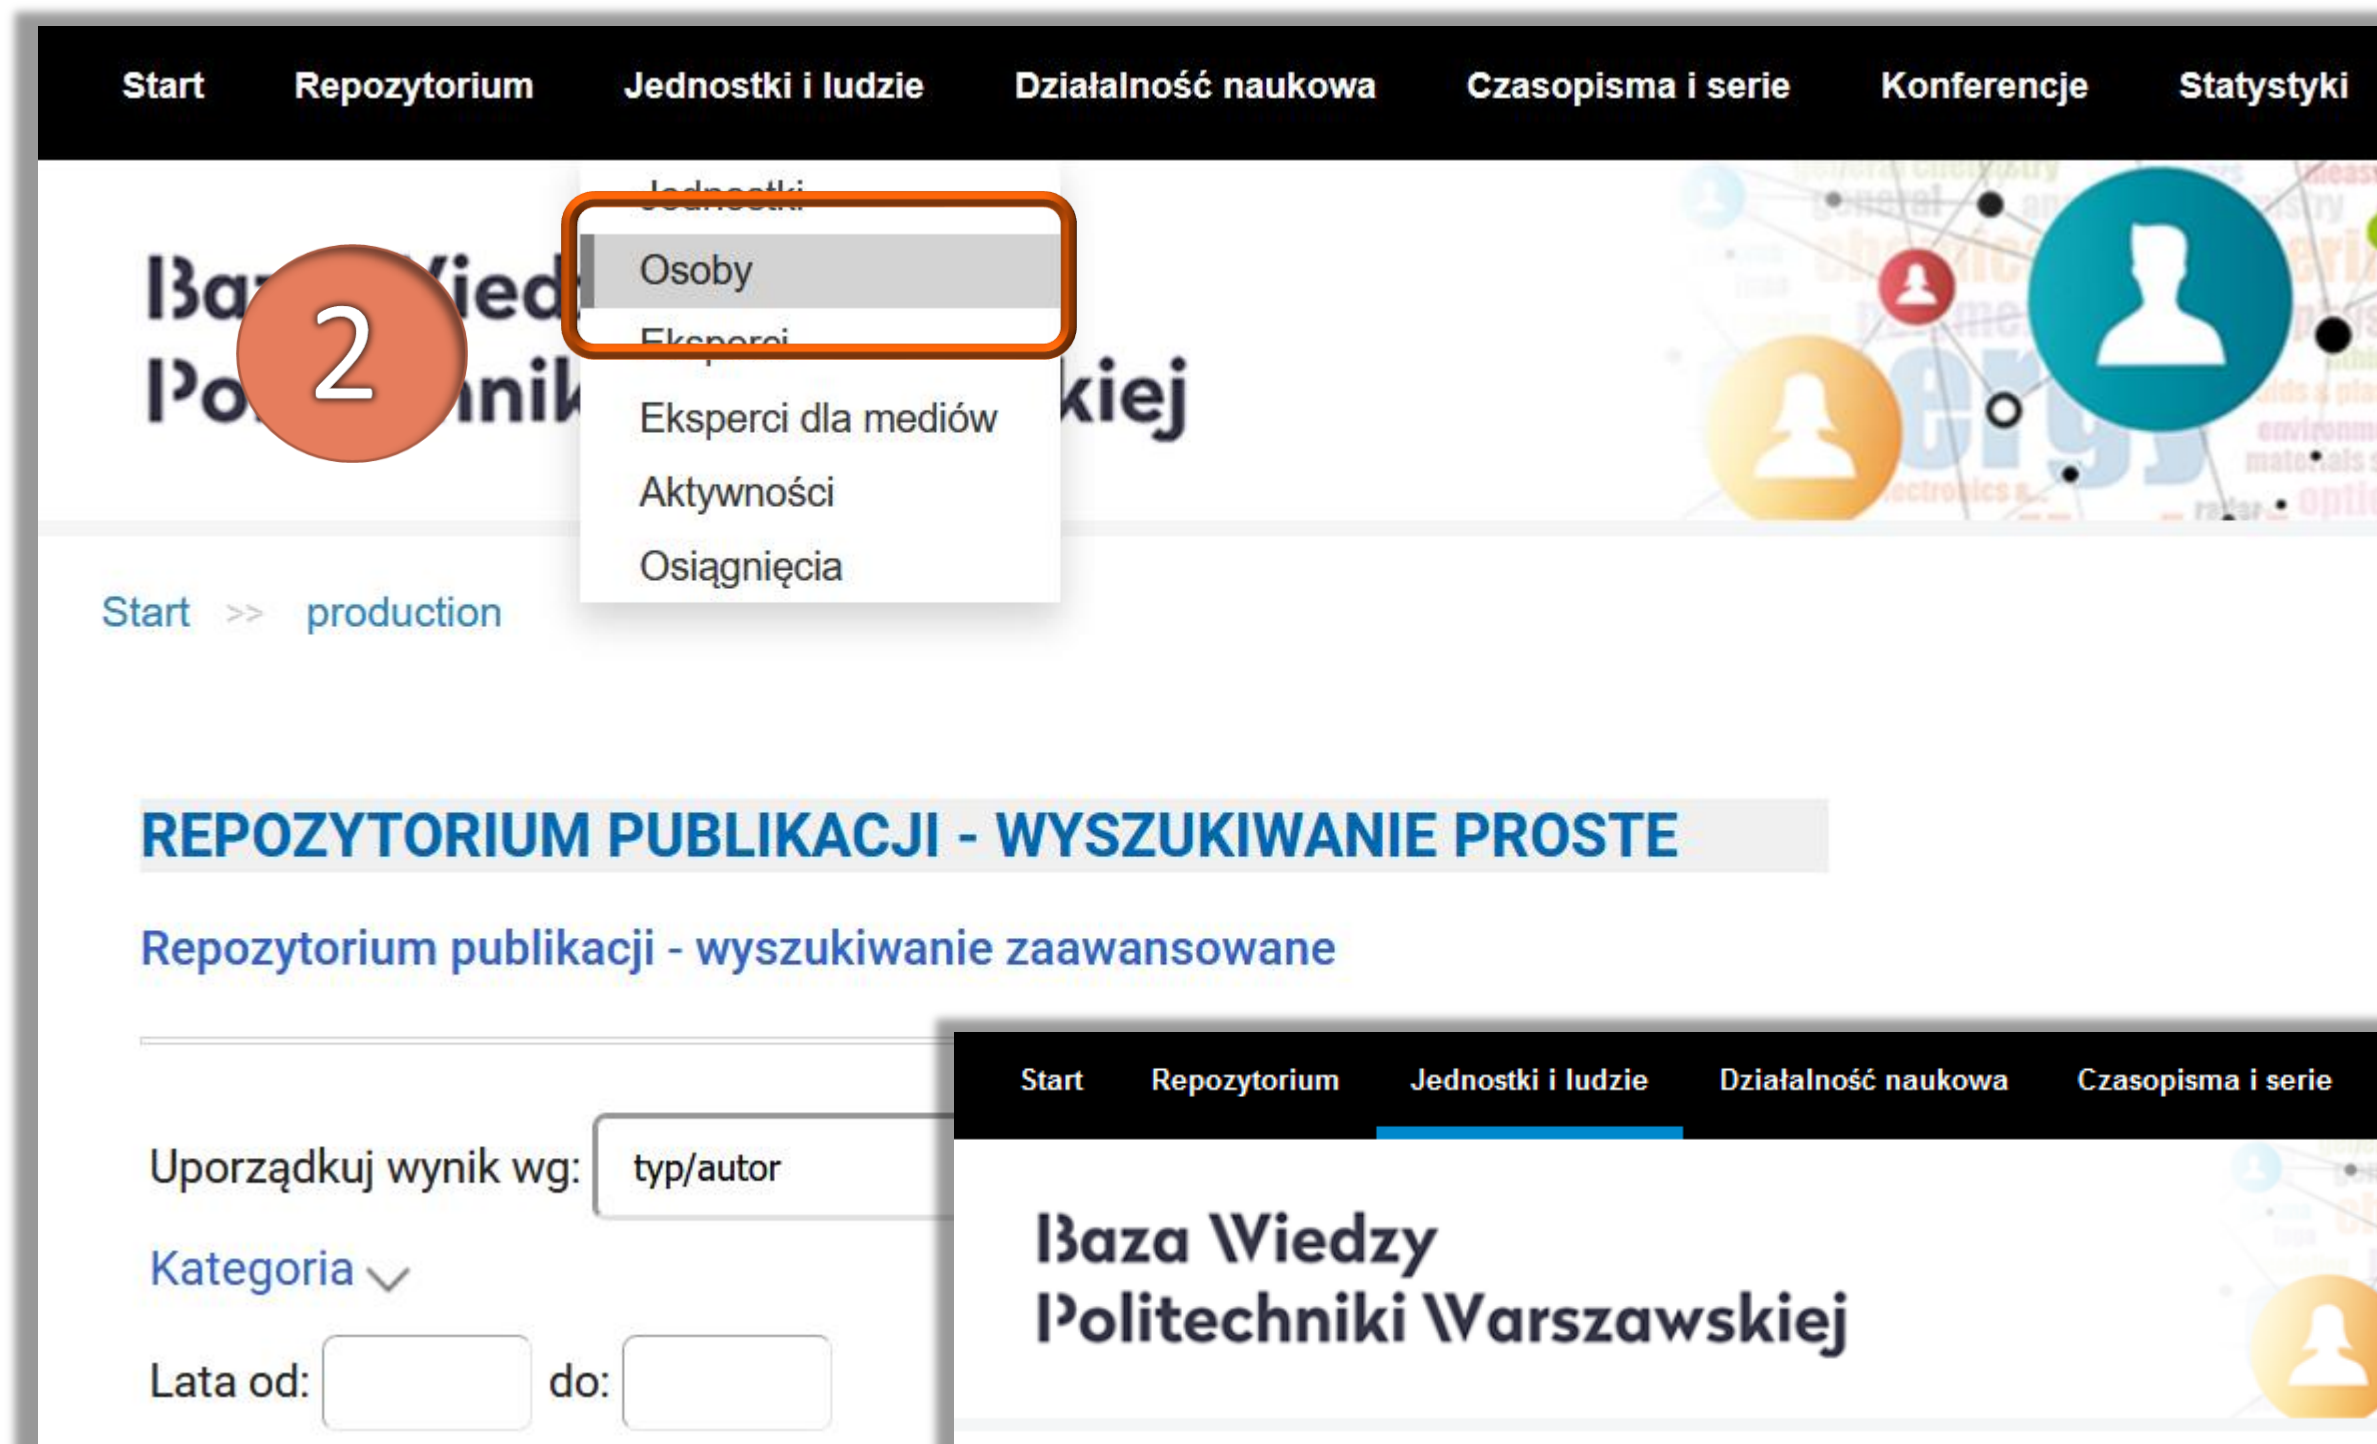 Start Repozytorium Jednostki i ludzie Działalność naukowa Czasopisma i serie Konferencje Statystyki
Jednostki
Osoby
Eksperci
Eksperci dla mediów
Aktywności
Osiągnięcia
2
kiej
Start >> production
REPOZYTORIUM PUBLIKACJI - WYSZUKIWANIE PROSTE
Repozytorium publikacji - wyszukiwanie zaawansowane
Uporządkuj wynik wg: typ/autor
Kategoria
Lata od: do:
Start Repozytorium Jednostki i ludzie Działalność naukowa Czasopisma i serie
Baza Wiedzy
Politechniki Warszawskiej